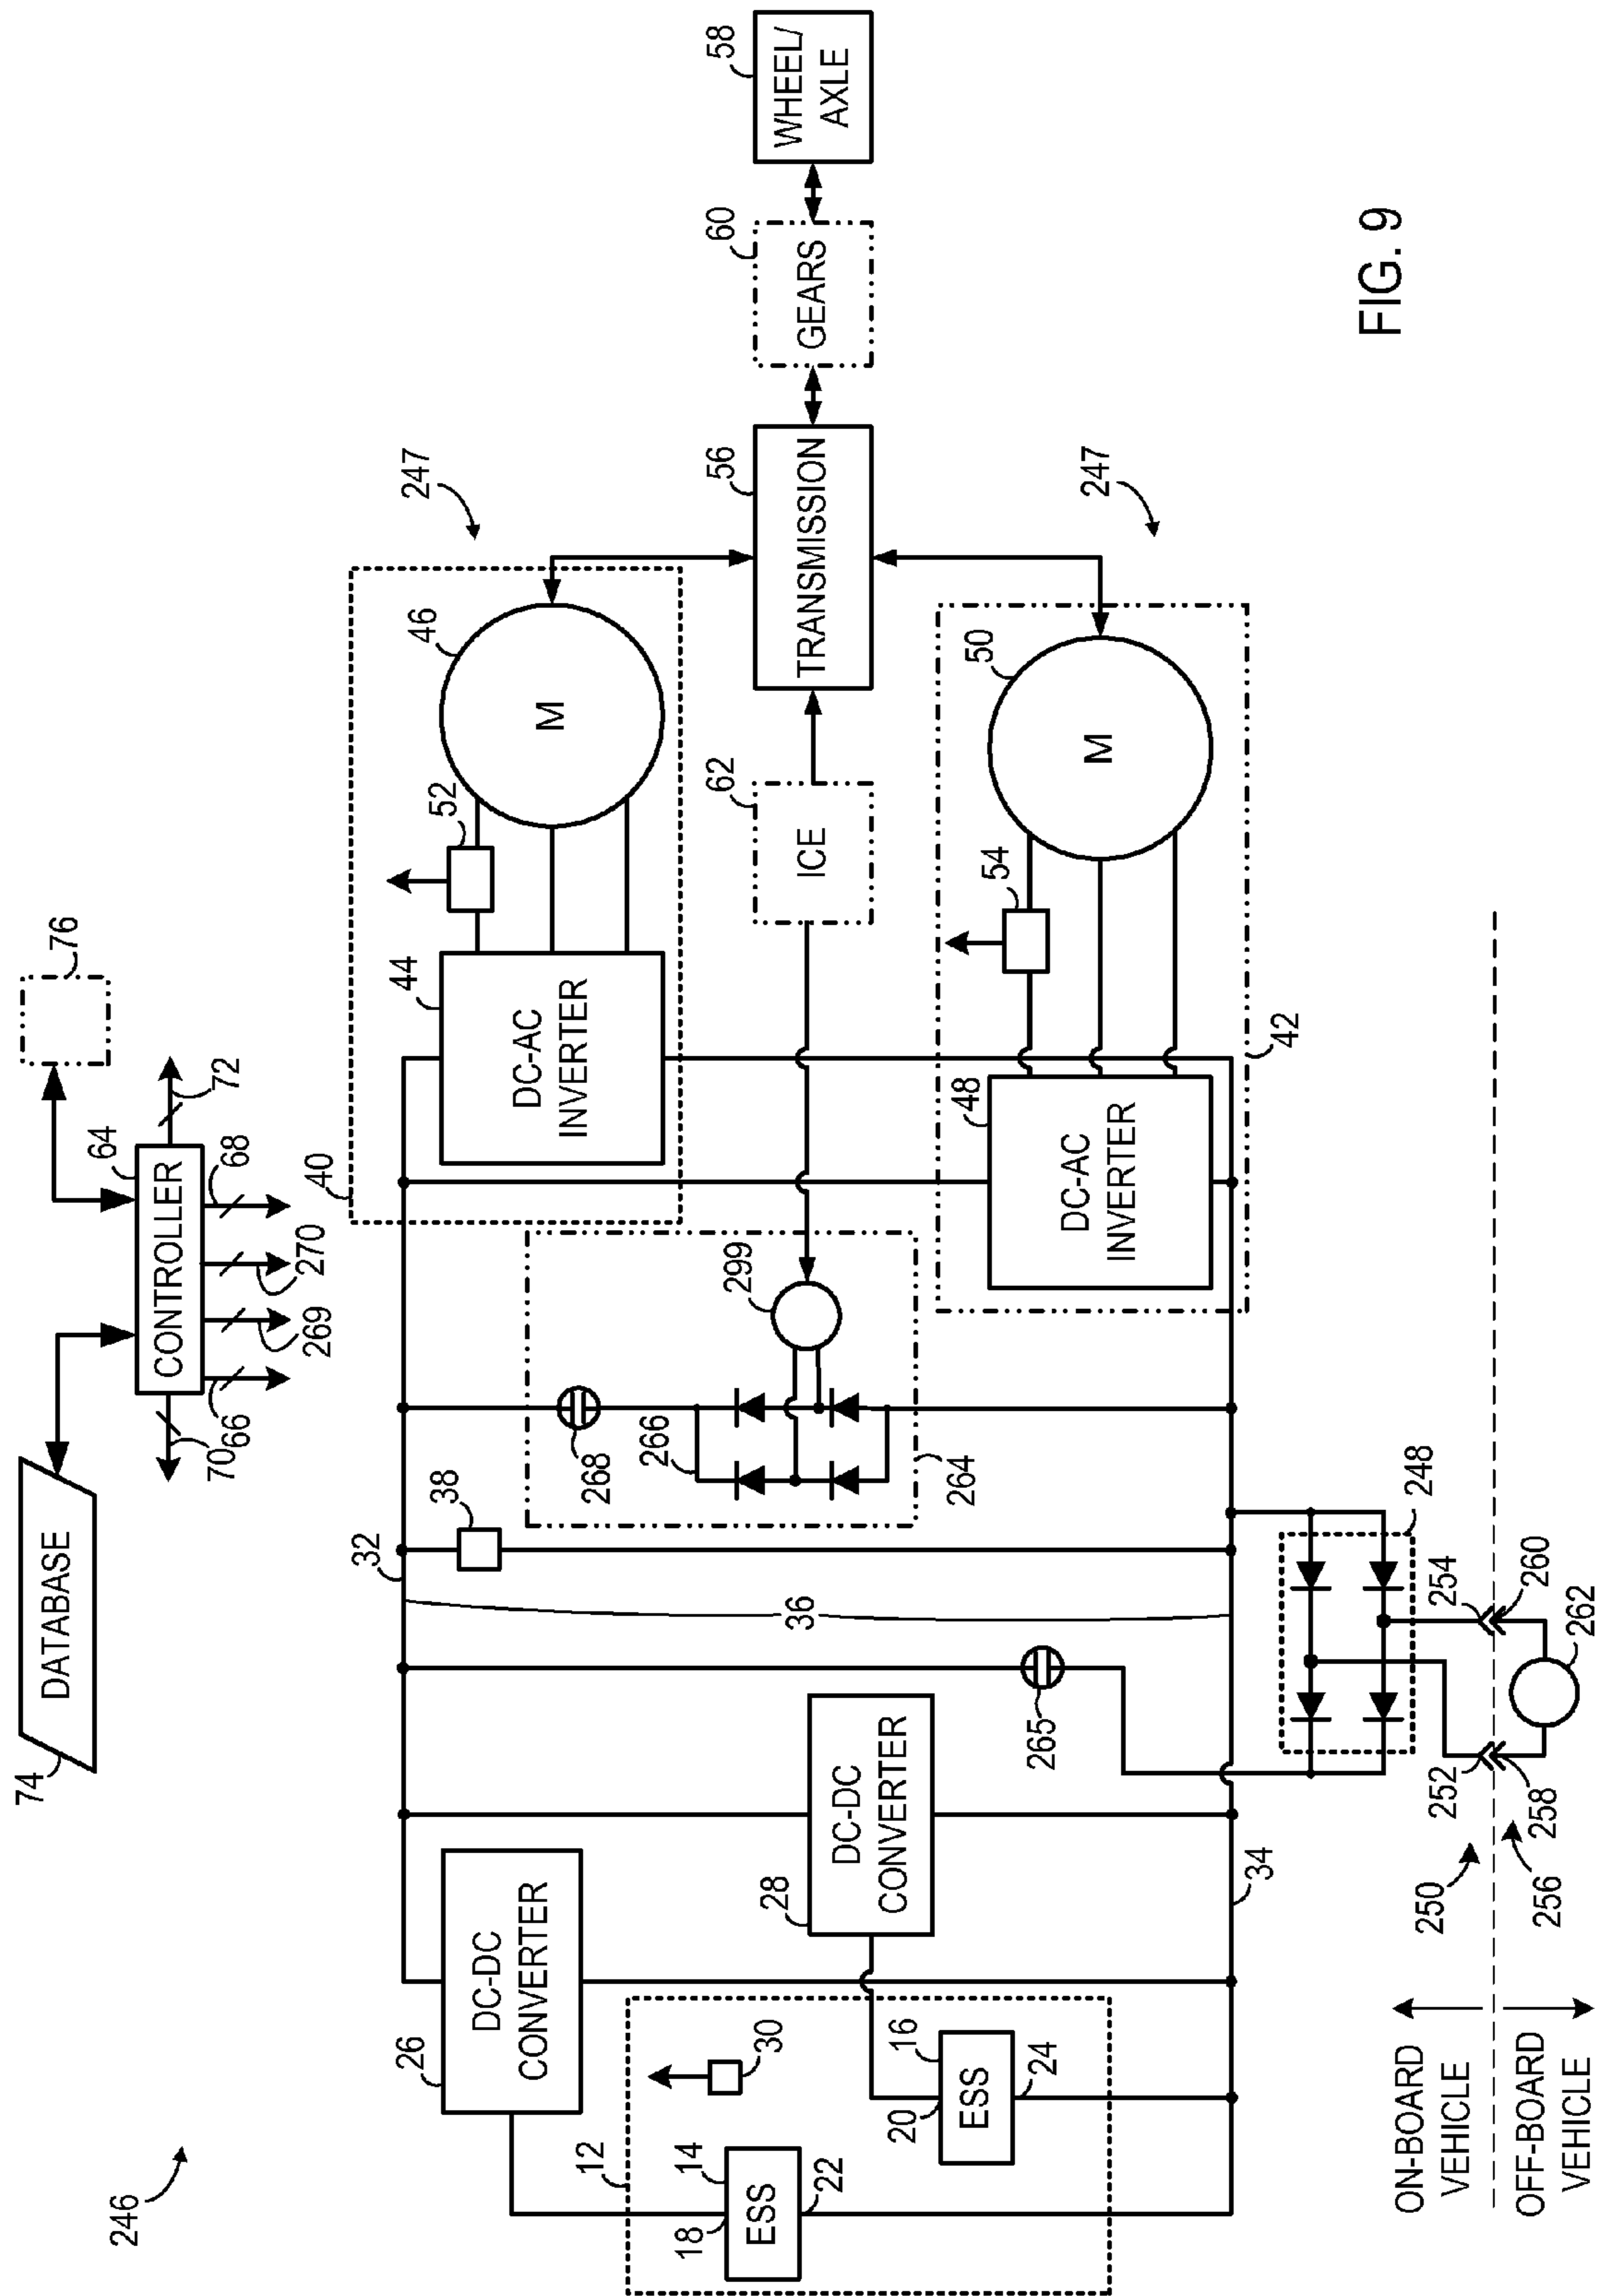 246
74
DATABASE
70
66
269
270
68
72
64
CONTROLLER
76
26
DC-DC
CONVERTER
28
DC-DC
CONVERTER
12
18
14
ESS
22
30
20
16
ESS
24
32
36
38
34
265
268
266
264
299
40
44
DC-AC
INVERTER
52
46
M
247
48
DC-AC
INVERTER
54
50
M
42
247
62
ICE
56
TRANSMISSION
60
GEARS
58
WHEEL/
AXLE
248
250
252
254
256
258
260
262
ON-BOARD
VEHICLE
OFF-BOARD
VEHICLE
FIG. 9